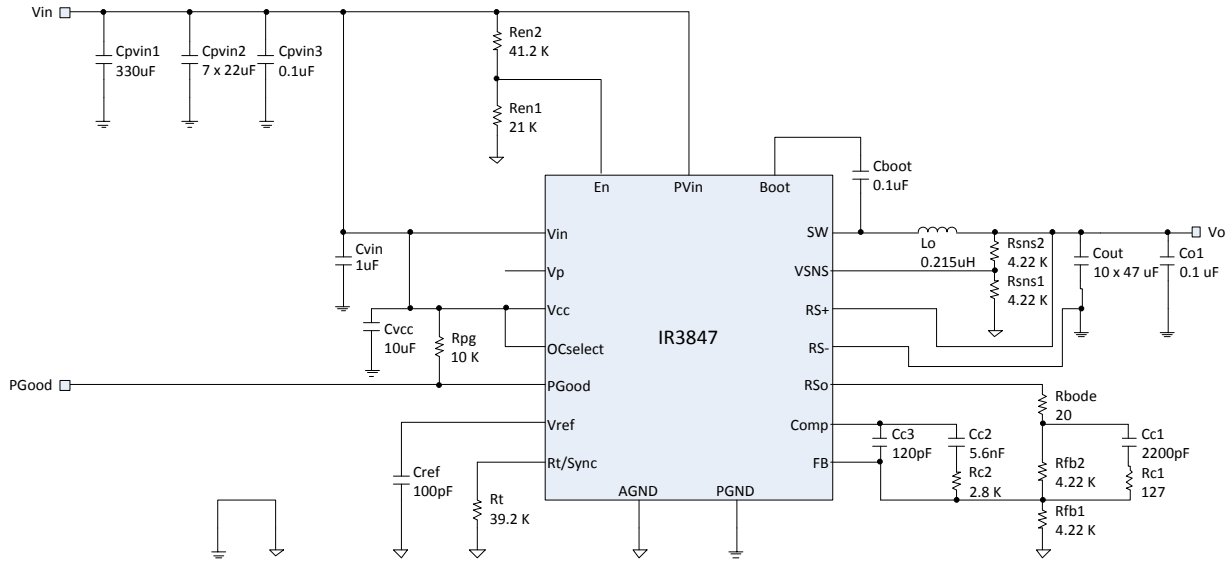 Vin
Cpvin1
330uF
Cpvin2
7 x 22uF
Cpvin3
0.1uF
Ren2
41.2 K
Ren1
21 K
En
PVin
Boot
Cboot
0.1uF
Vin
Vp
Vcc
OCselect
PGood
Vref
Rt/Sync
AGND
PGND
IR3847
SW
VSNS
RS+
RS-
RSo
Comp
FB
Cvin
1uF
Cvcc
10uF
Rpg
10 K
PGood
Cref
100pF
Rt
39.2 K
Lo
0.215uH
Rsns2
4.22 K
Rsns1
4.22 K
Cout
10 x 47 uF
Co1
0.1 uF
Vo
Rbode
20
Cc3
120pF
Cc2
5.6nF
Rc2
2.8 K
Rfb2
4.22 K
Cc1
2200pF
Rc1
127
Rfb1
4.22 K